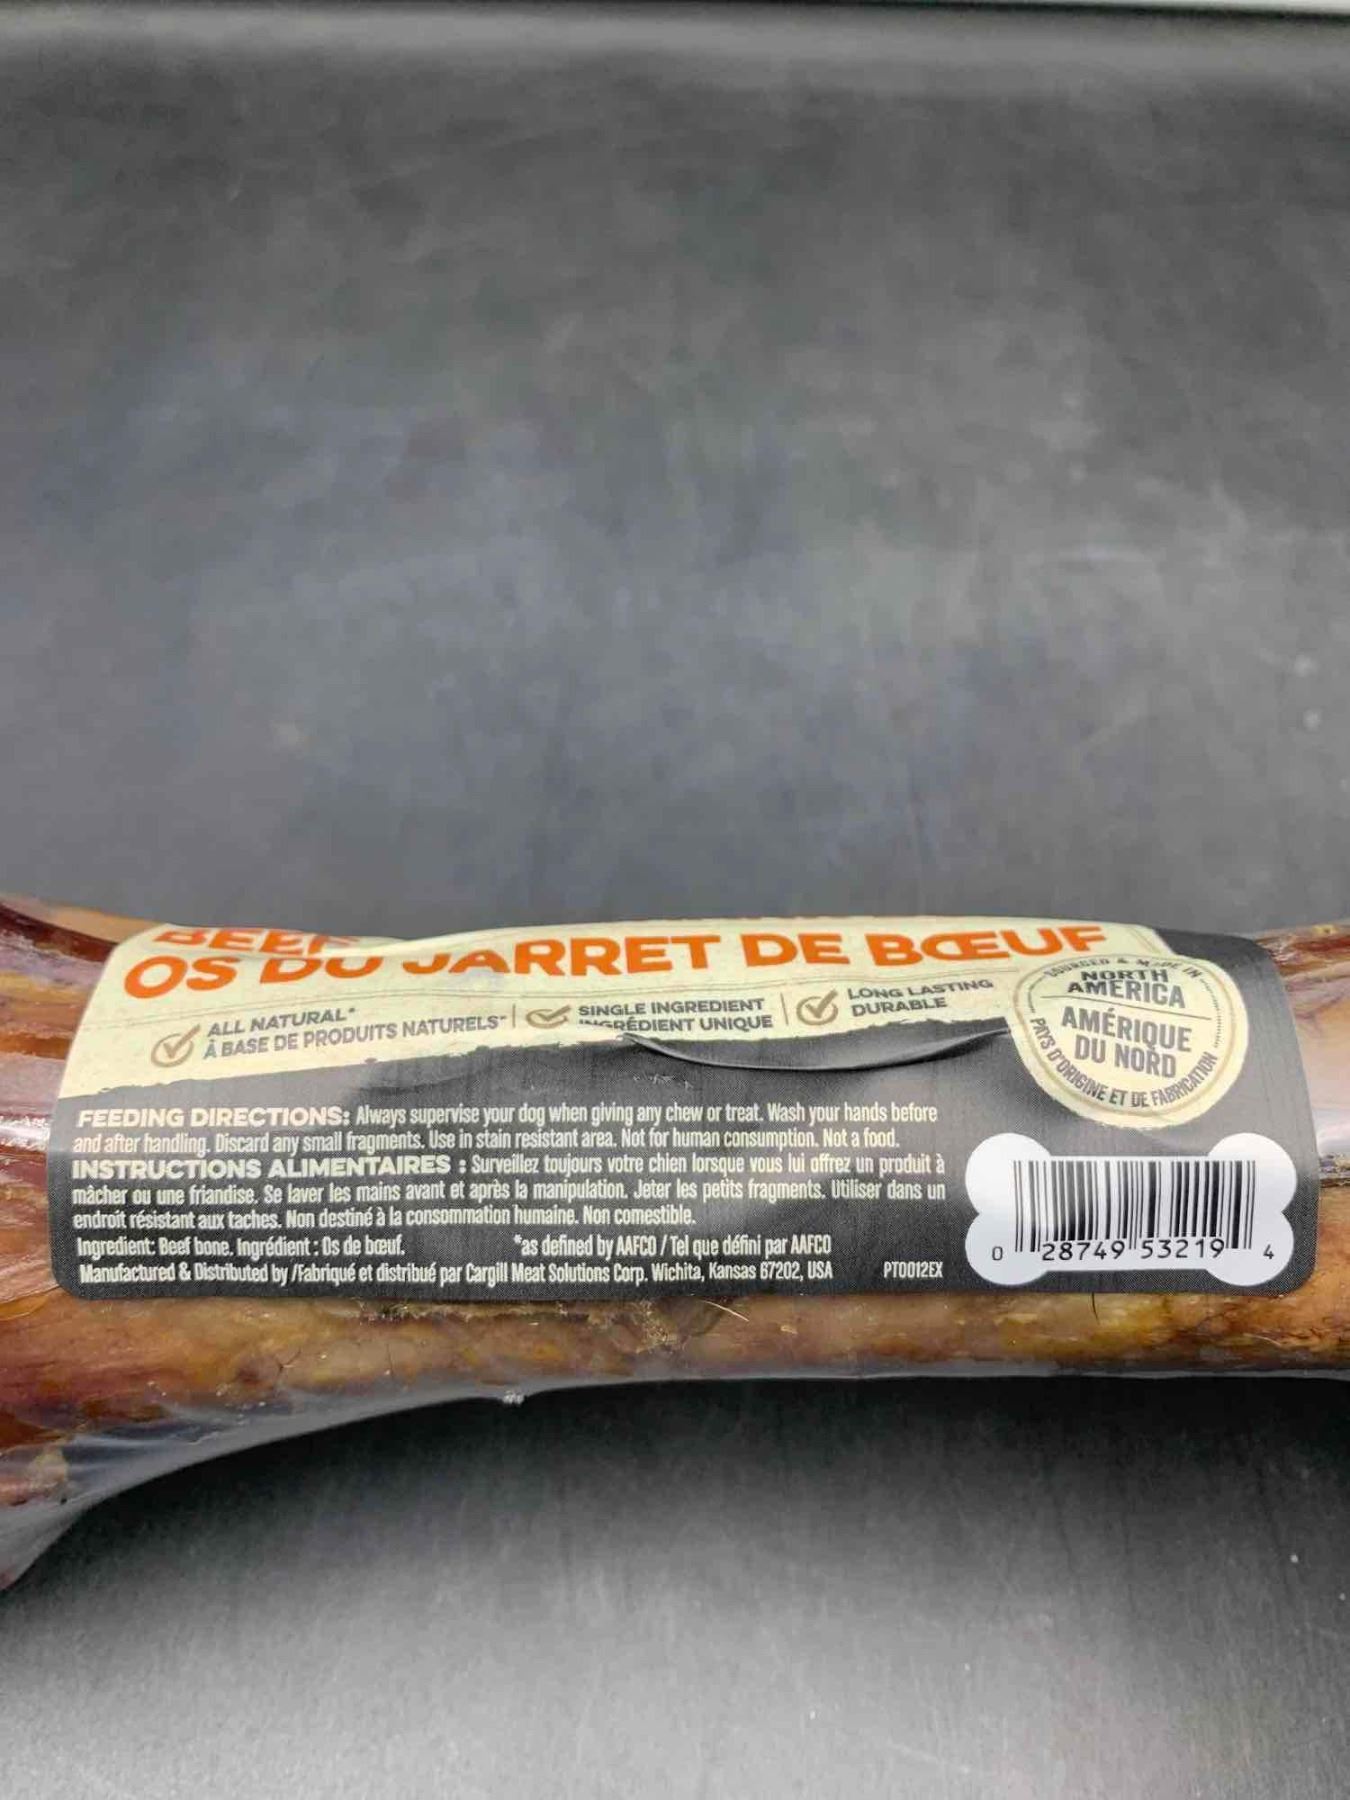 BEEF
OS DU JARRET DE BŒUF
ALL NATURAL*
À BASE DE PRODUITS NATURELS*
SINGLE INGREDIENT
INGRÉDIENT UNIQUE
LONG LASTING
DURABLE
SOURCED & MADE IN
NORTH
AMERICA
AMÉRIQUE
DU NORD
PAYS D'ORIGINE ET DE FABRICATION
FEEDING DIRECTIONS: Always supervise your dog when giving any chew or treat. Wash your hands before
and after handling. Discard any small fragments. Use in stain resistant area. Not for human consumption. Not a food.
INSTRUCTIONS ALIMENTAIRES : Surveillez toujours votre chien lorsque vous lui offrez un produit à
mâcher ou une friandise. Se laver les mains avant et après la manipulation. Jeter les petits fragments. Utiliser dans un
endroit résistant aux taches. Non destiné à la consommation humaine. Non comestible.
Ingredient: Beef bone. Ingrédient : Os de bœuf. *as defined by AAFCO / Tel que défini par AAFCO
Manufactured & Distributed by /Fabriqué et distribué par Cargill Meat Solutions Corp. Wichita, Kansas 67202, USA PT0012EX
0 28749 53219 4